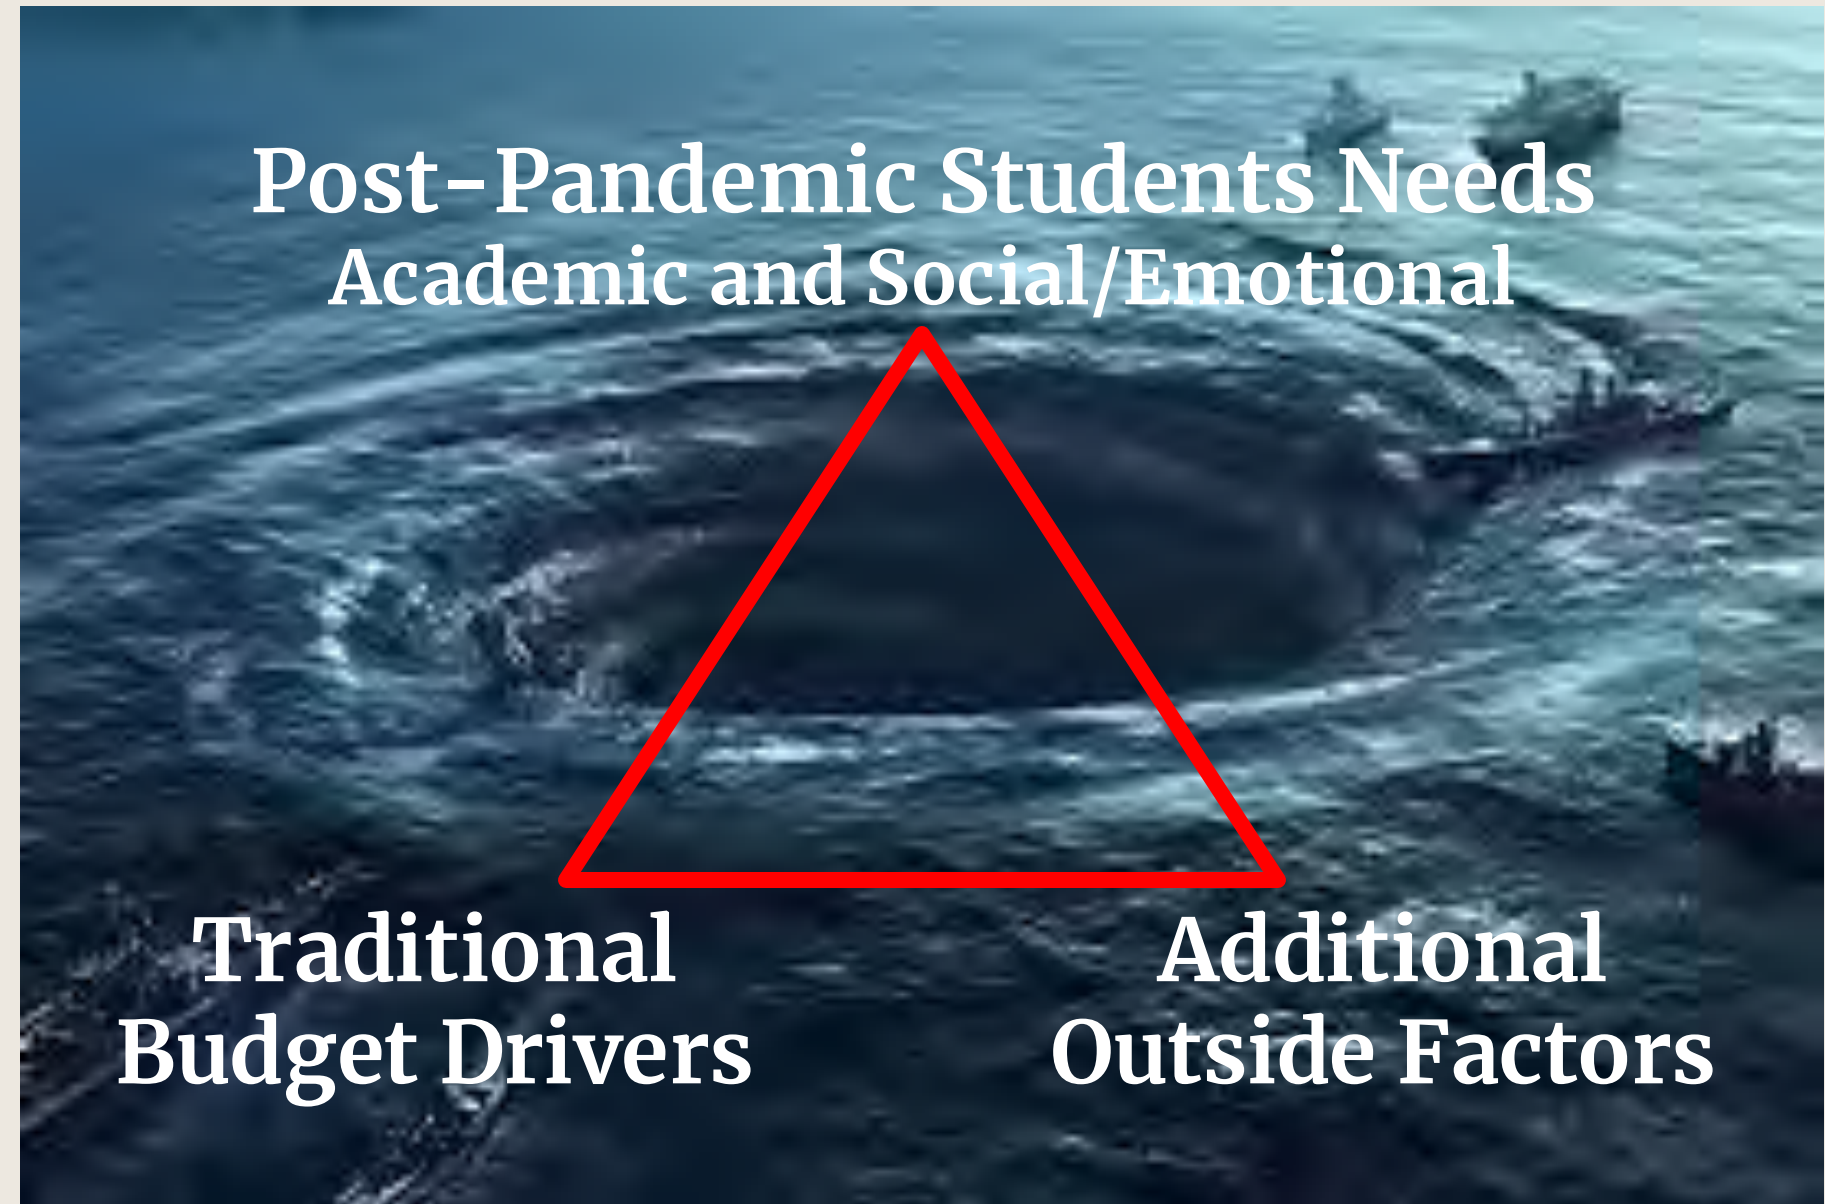 Post-Pandemic Students Needs
Academic and Social/Emotional
Traditional
Budget Drivers
Additional
Outside Factors